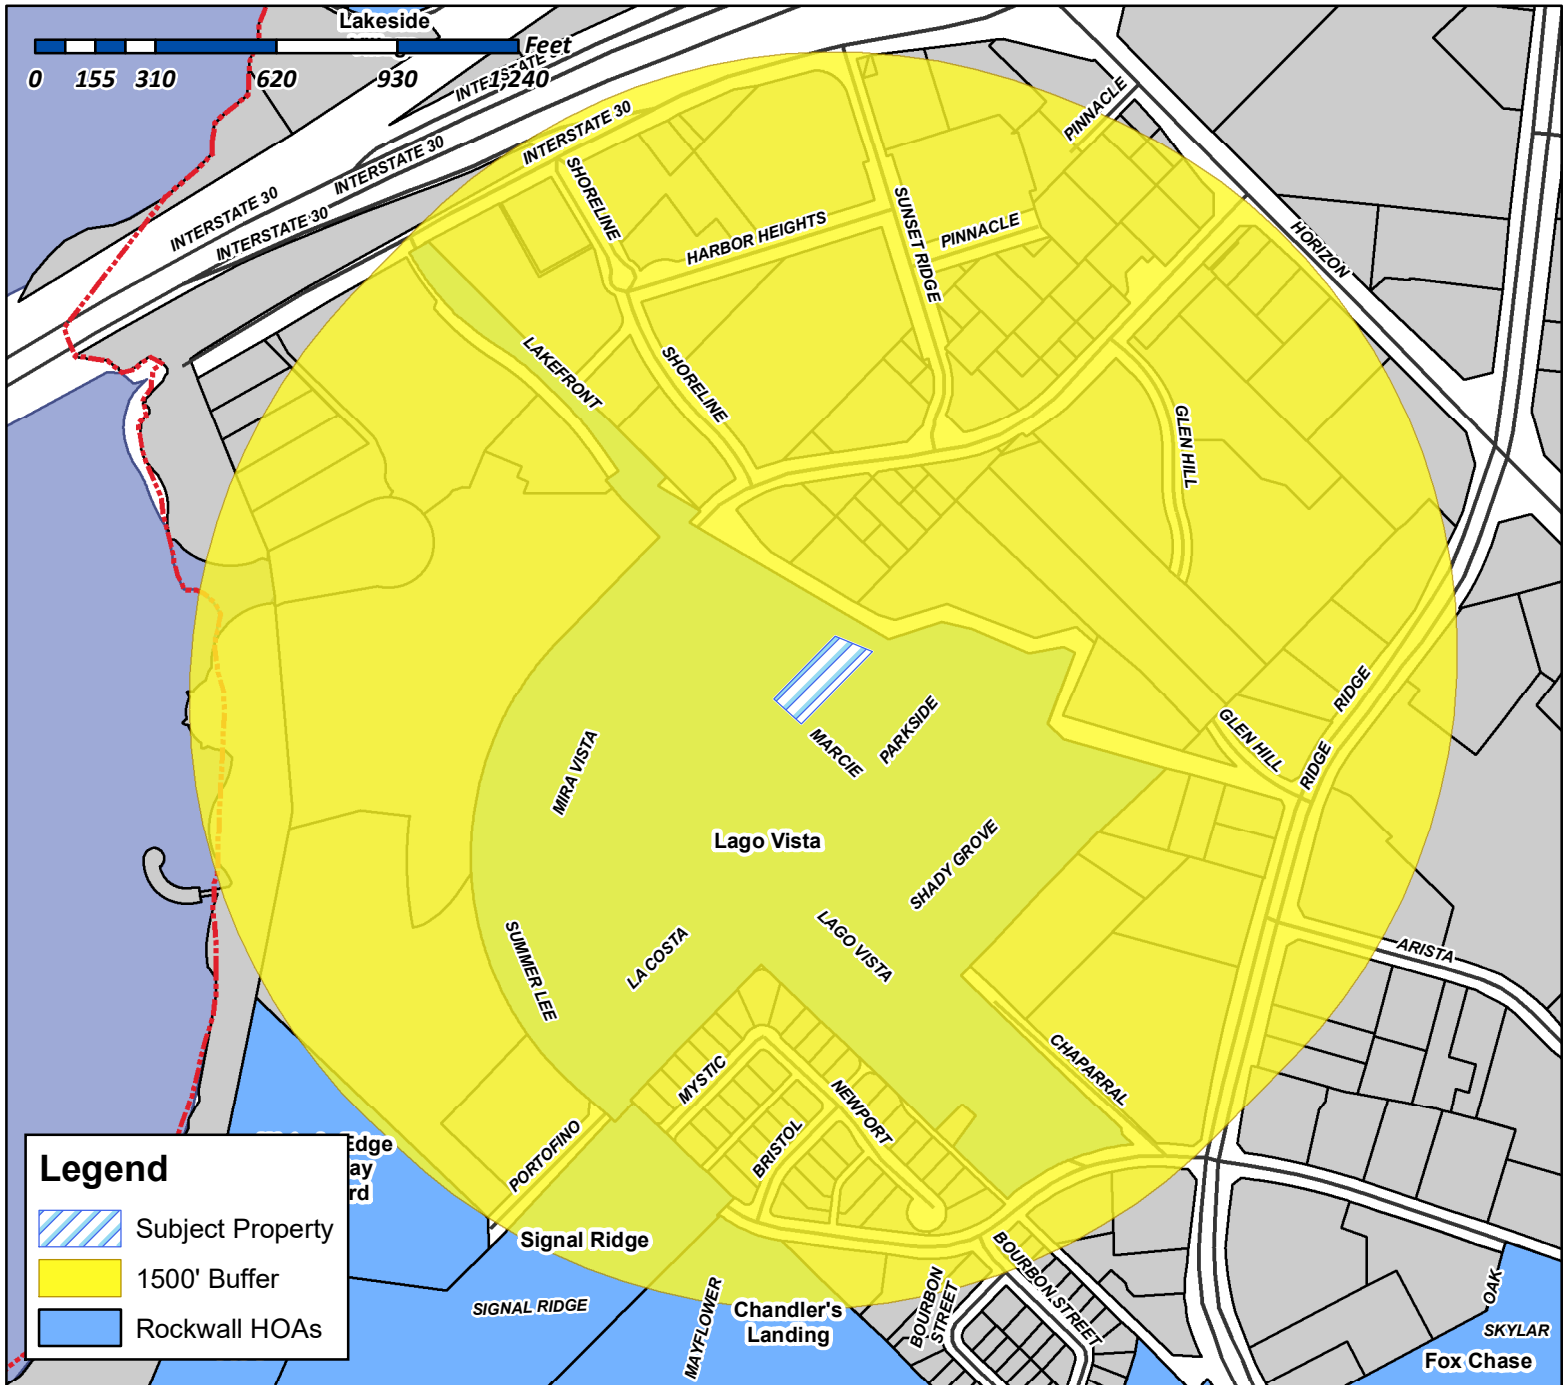 Lakeside
Feet
0 155 310 620 930 1,240
INTERSTATE 30
INTERSTATE 30
INTERSTATE 30
INTERSTATE 30
PINNACLE
SHORELINE
HARBOR HEIGHTS
SUNSET RIDGE
PINNACLE
HORIZON
LAKEFRONT
SHORELINE
GLEN HILL
MIRA VISTA
MARCIE
PARKSIDE
GLEN HILL
RIDGE
RIDGE
Lago Vista
SHADY GROVE
SUMMER LEE
LA COSTA
LAGO VISTA
ARISTA
CHAPARRAL
MYSTIC
NEWPORT
BRISTOL
PORTOFINO
Edge
Signal Ridge
SIGNAL RIDGE
MAYFLOWER
Chandler's
Landing
BOURBON
STREET
BOURBON STREET
OAK
SKYLAR
Fox Chase
Legend
Subject Property
1500' Buffer
Rockwall HOAs